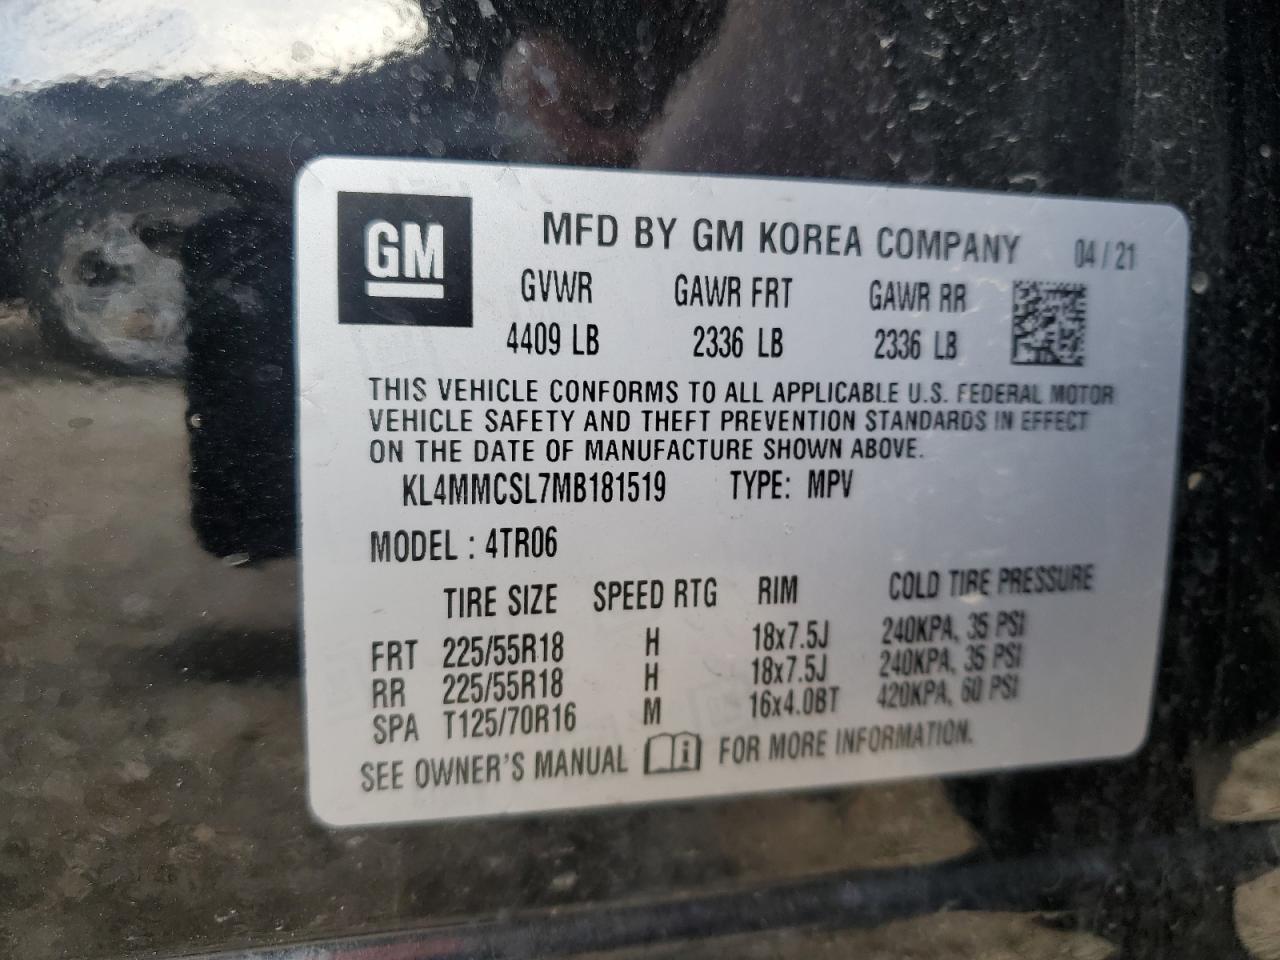 GM
MFD BY GM KOREA COMPANY 04/21
GVWR GAWR FRT GAWR RR
4409 LB 2336 LB 2336 LB
THIS VEHICLE CONFORMS TO ALL APPLICABLE U.S. FEDERAL MOTOR
VEHICLE SAFETY AND THEFT PREVENTION STANDARDS IN EFFECT
ON THE DATE OF MANUFACTURE SHOWN ABOVE.
KL4MMCSL7MB181519 TYPE: MPV
MODEL : 4TR06
TIRE SIZE SPEED RTG RIM COLD TIRE PRESSURE
FRT 225/55R18 H 18x7.5J 240KPA, 35 PSI
RR 225/55R18 H 18x7.5J 240KPA, 35 PSI
SPA T125/70R16 M 16x4.0BT 420KPA, 60 PSI
SEE OWNER'S MANUAL i FOR MORE INFORMATION.